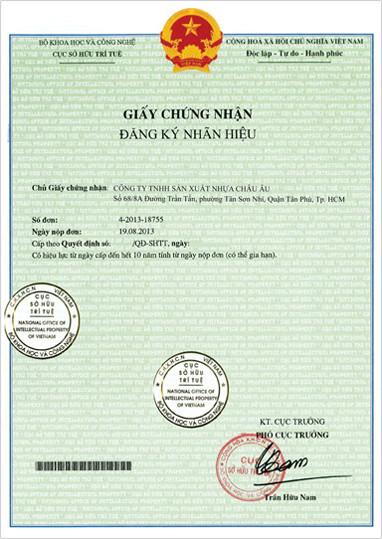 BỘ KHOA HỌC VÀ CÔNG NGHỆ
CỤC SỞ HỮU TRÍ TUỆ
CỘNG HÒA XÃ HỘI CHỦ NGHĨA VIỆT NAM
Độc lập - Tự do - Hạnh phúc
GIẤY CHỨNG NHẬN
ĐĂNG KÝ NHÃN HIỆU
Chủ Giấy chứng nhận: CÔNG TY TNHH SẢN XUẤT NHỰA CHÂU ÂU
Số 68/8A Đường Trần Tấn, phường Tân Sơn Nhì, Quận Tân Phú, Tp. HCM
Số đơn: 4-2013-18755
Ngày nộp đơn: 19.08.2013
Cấp theo Quyết định số: /QĐ-SHTT, ngày:
Có hiệu lực từ ngày cấp đến hết 10 năm tính từ ngày nộp đơn (có thể gia hạn).
C.H.X.H.C.N VIỆT NAM
CỤC
SỞ HỮU
TRÍ TUỆ
NATIONAL OFFICE OF
INTELLECTUAL PROPERTY
OF VIETNAM
BỘ KHOA HỌC VÀ CÔNG NGHỆ
CỤC
SỞ HỮU
TRÍ TUỆ
NATIONAL OFFICE OF
INTELLECTUAL PROPERTY
OF VIETNAM
BỘ KHOA HỌC VÀ CÔNG NGHỆ
KT. CỤC TRƯỞNG
PHÓ CỤC TRƯỞNG
CỤC
SỞ HỮU
Trần Hữu Nam